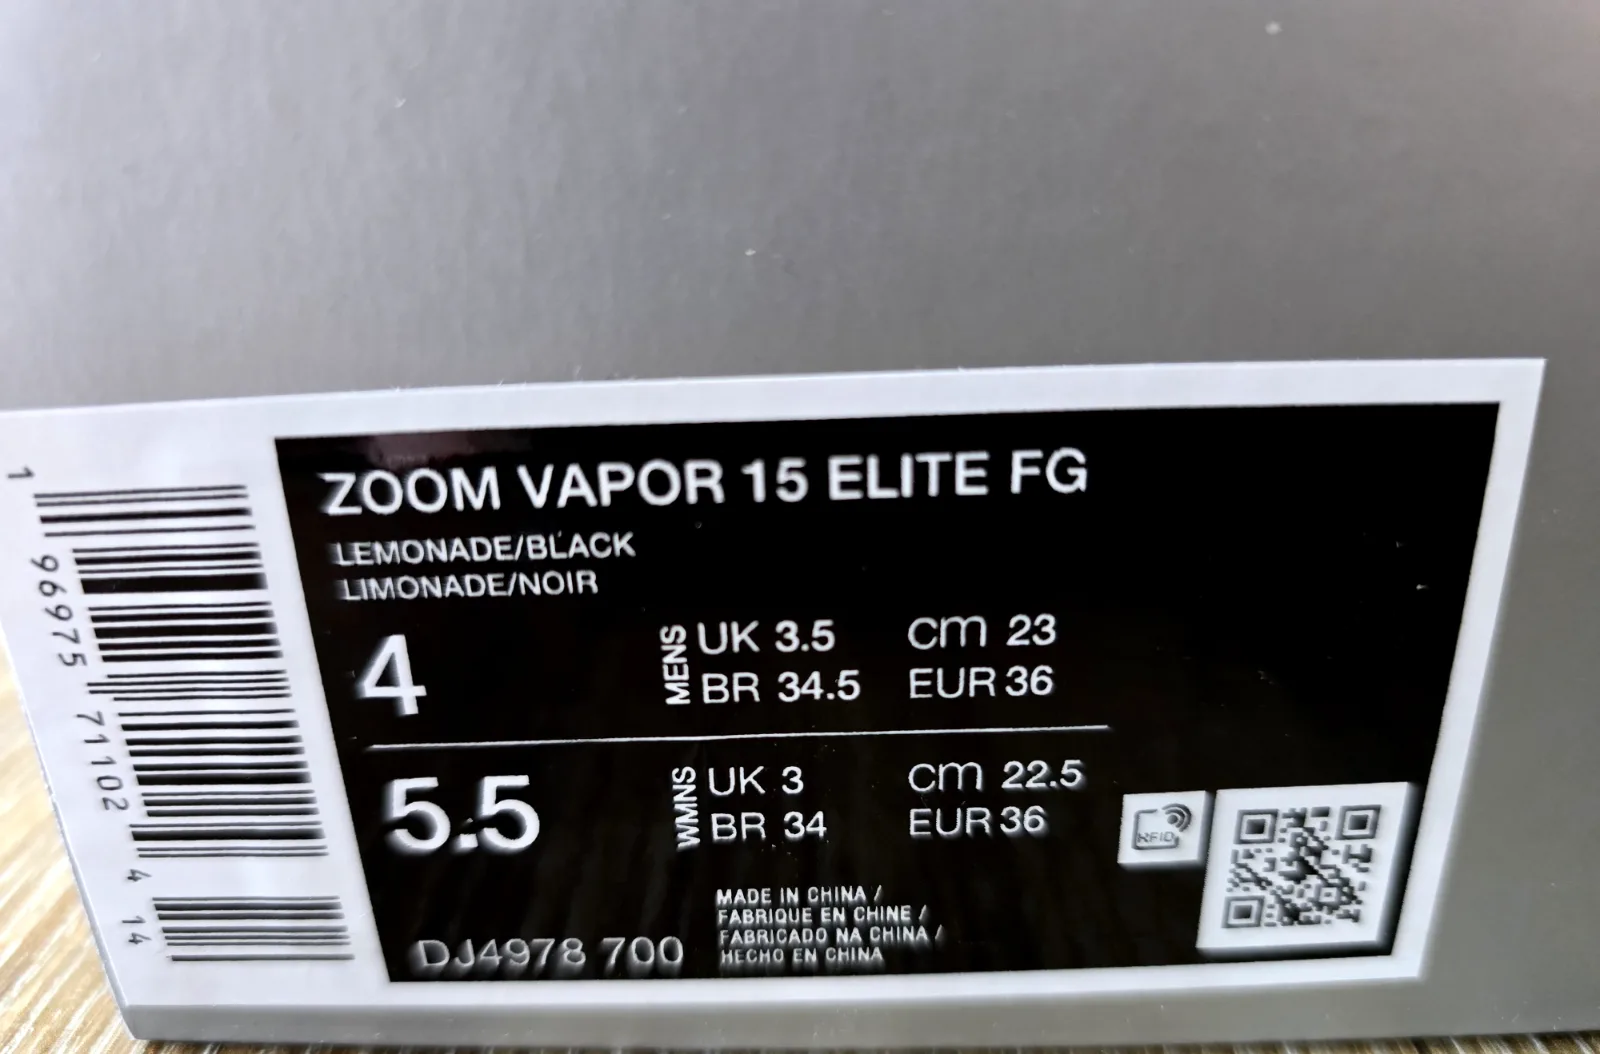 ZOOM VAPOR 15 ELITE FG
LEMONADE/BLACK
LIMONADE/NOIR
4
MENS
UK 3.5
cm 23
BR 34.5
EUR 36
5.5
WMNS
UK 3
cm 22.5
BR 34
EUR 36
RFID
MADE IN CHINA /
FABRIQUE EN CHINE /
FABRICADO NA CHINA /
HECHO EN CHINA
DJ4978 700
1 96975 71102 4 14